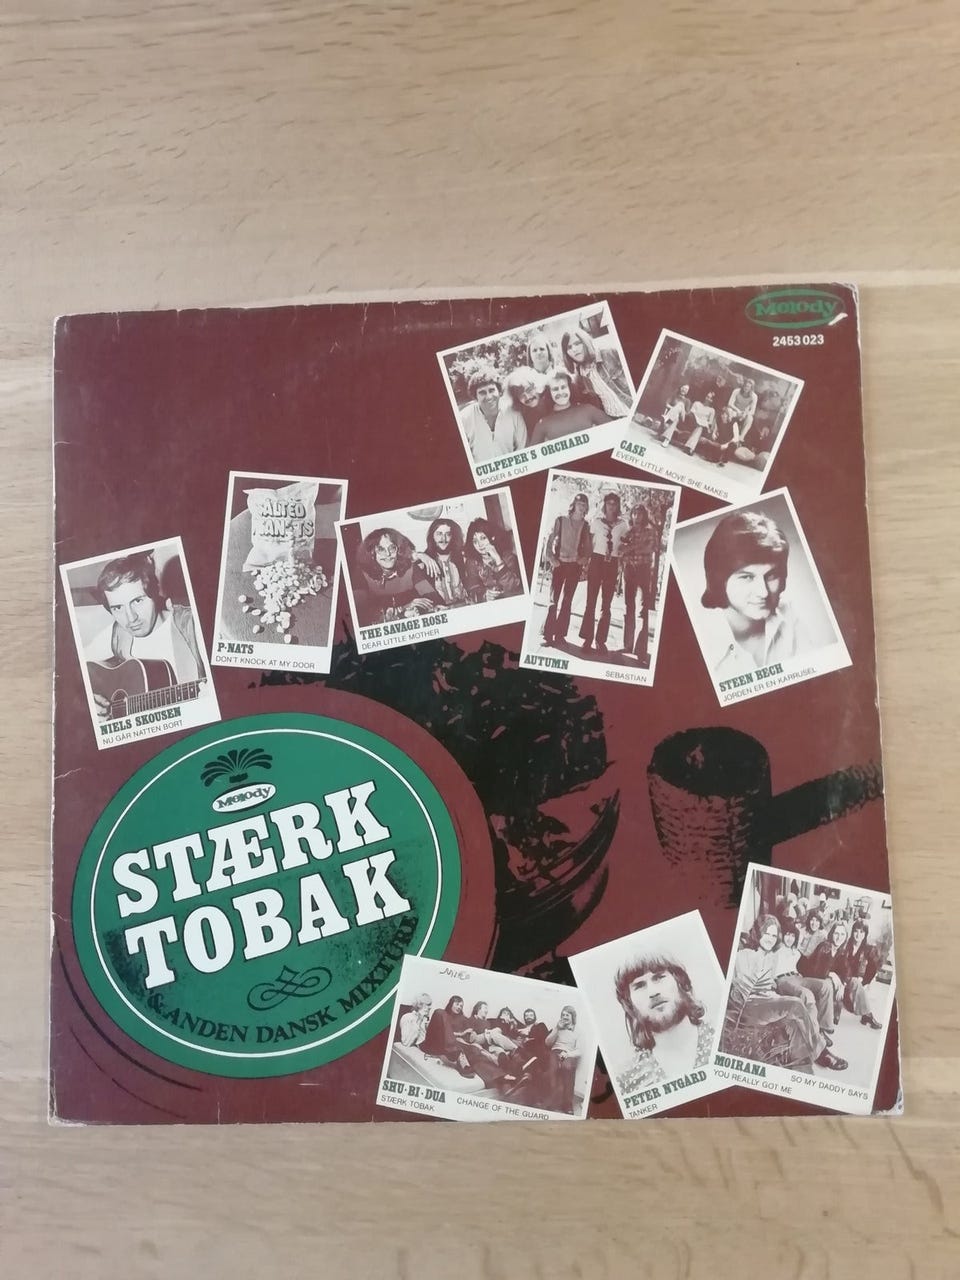 Melody
2453 023
CULPEPER'S ORCHARD
ROGER & OUT
CASE
EVERY LITTLE MOVE SHE MAKES
P·NATS
DON'T KNOCK AT MY DOOR
THE SAVAGE ROSE
DEAR LITTLE MOTHER
AUTUMN
SEBASTIAN
STEEN BECH
JORDEN ER EN KARRUSEL
NIELS SKOUSEN
NU GÅR NATTEN BORT
Melody
STÆRK
TOBAK
& ANDEN DANSK MIXTURE
SHU·BI·DUA
STÆRK TOBAK
CHANGE OF THE GUARD
PETER NYGÅRD
TANKER
MOIRANA
YOU REALLY GOT ME
SO MY DADDY SAYS